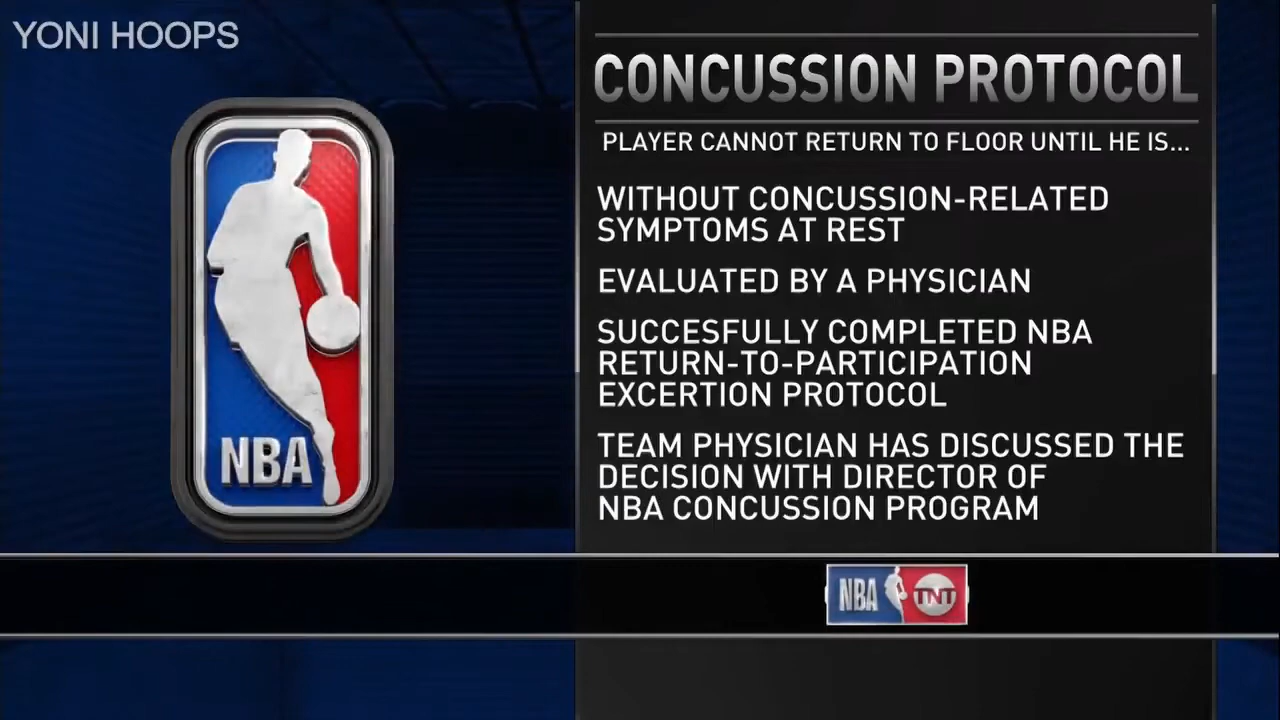 YONI HOOPS
CONCUSSION PROTOCOL
PLAYER CANNOT RETURN TO FLOOR UNTIL HE IS...
WITHOUT CONCUSSION-RELATED
SYMPTOMS AT REST
EVALUATED BY A PHYSICIAN
SUCCESFULLY COMPLETED NBA
RETURN-TO-PARTICIPATION
EXCERTION PROTOCOL
TEAM PHYSICIAN HAS DISCUSSED THE
DECISION WITH DIRECTOR OF
NBA CONCUSSION PROGRAM
NBA
NBA TNT